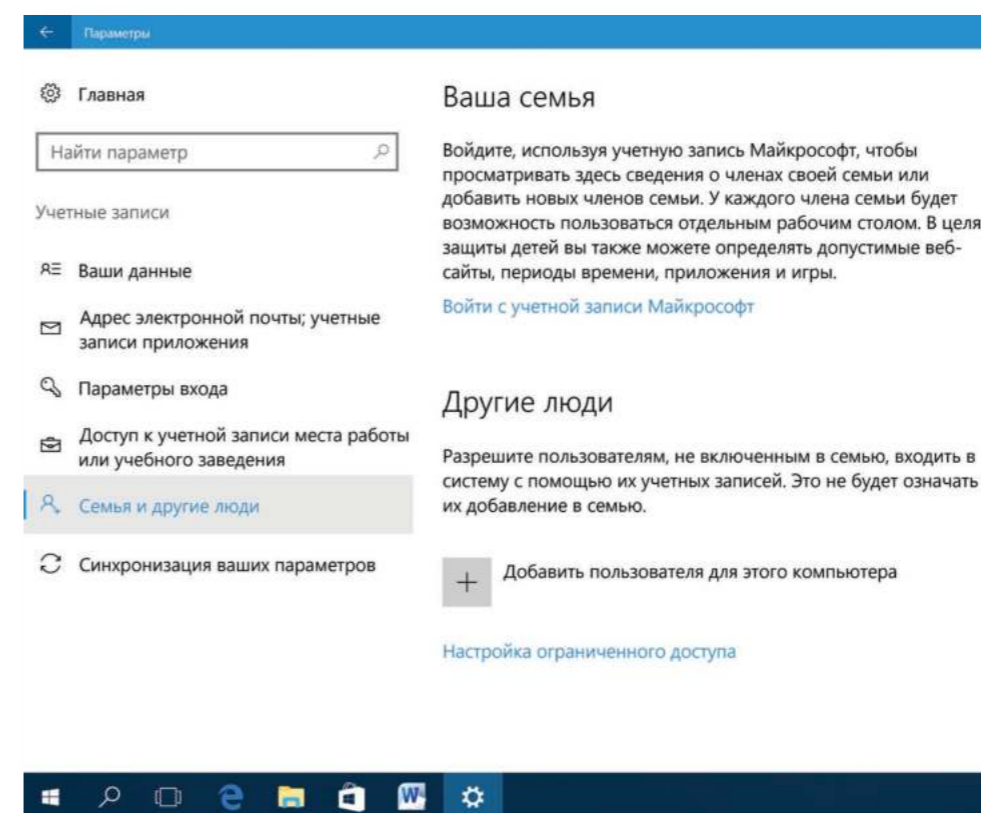 Параметры
Главная
Найти параметр
Учетные записи
Ваши данные
Адрес электронной почты; учетные
записи приложения
Параметры входа
Доступ к учетной записи места работы
или учебного заведения
Семья и другие люди
Синхронизация ваших параметров
Ваша семья
Войдите, используя учетную запись Майкрософт, чтобы
просматривать здесь сведения о членах своей семьи или
добавить новых членов семьи. У каждого члена семьи будет
возможность пользоваться отдельным рабочим столом. В целя
защиты детей вы также можете определять допустимые веб-
сайты, периоды времени, приложения и игры.
Войти с учетной записи Майкрософт
Другие люди
Разрешите пользователям, не включенным в семью, входить в
систему с помощью их учетных записей. Это не будет означать
их добавление в семью.
Добавить пользователя для этого компьютера
Настройка ограниченного доступа